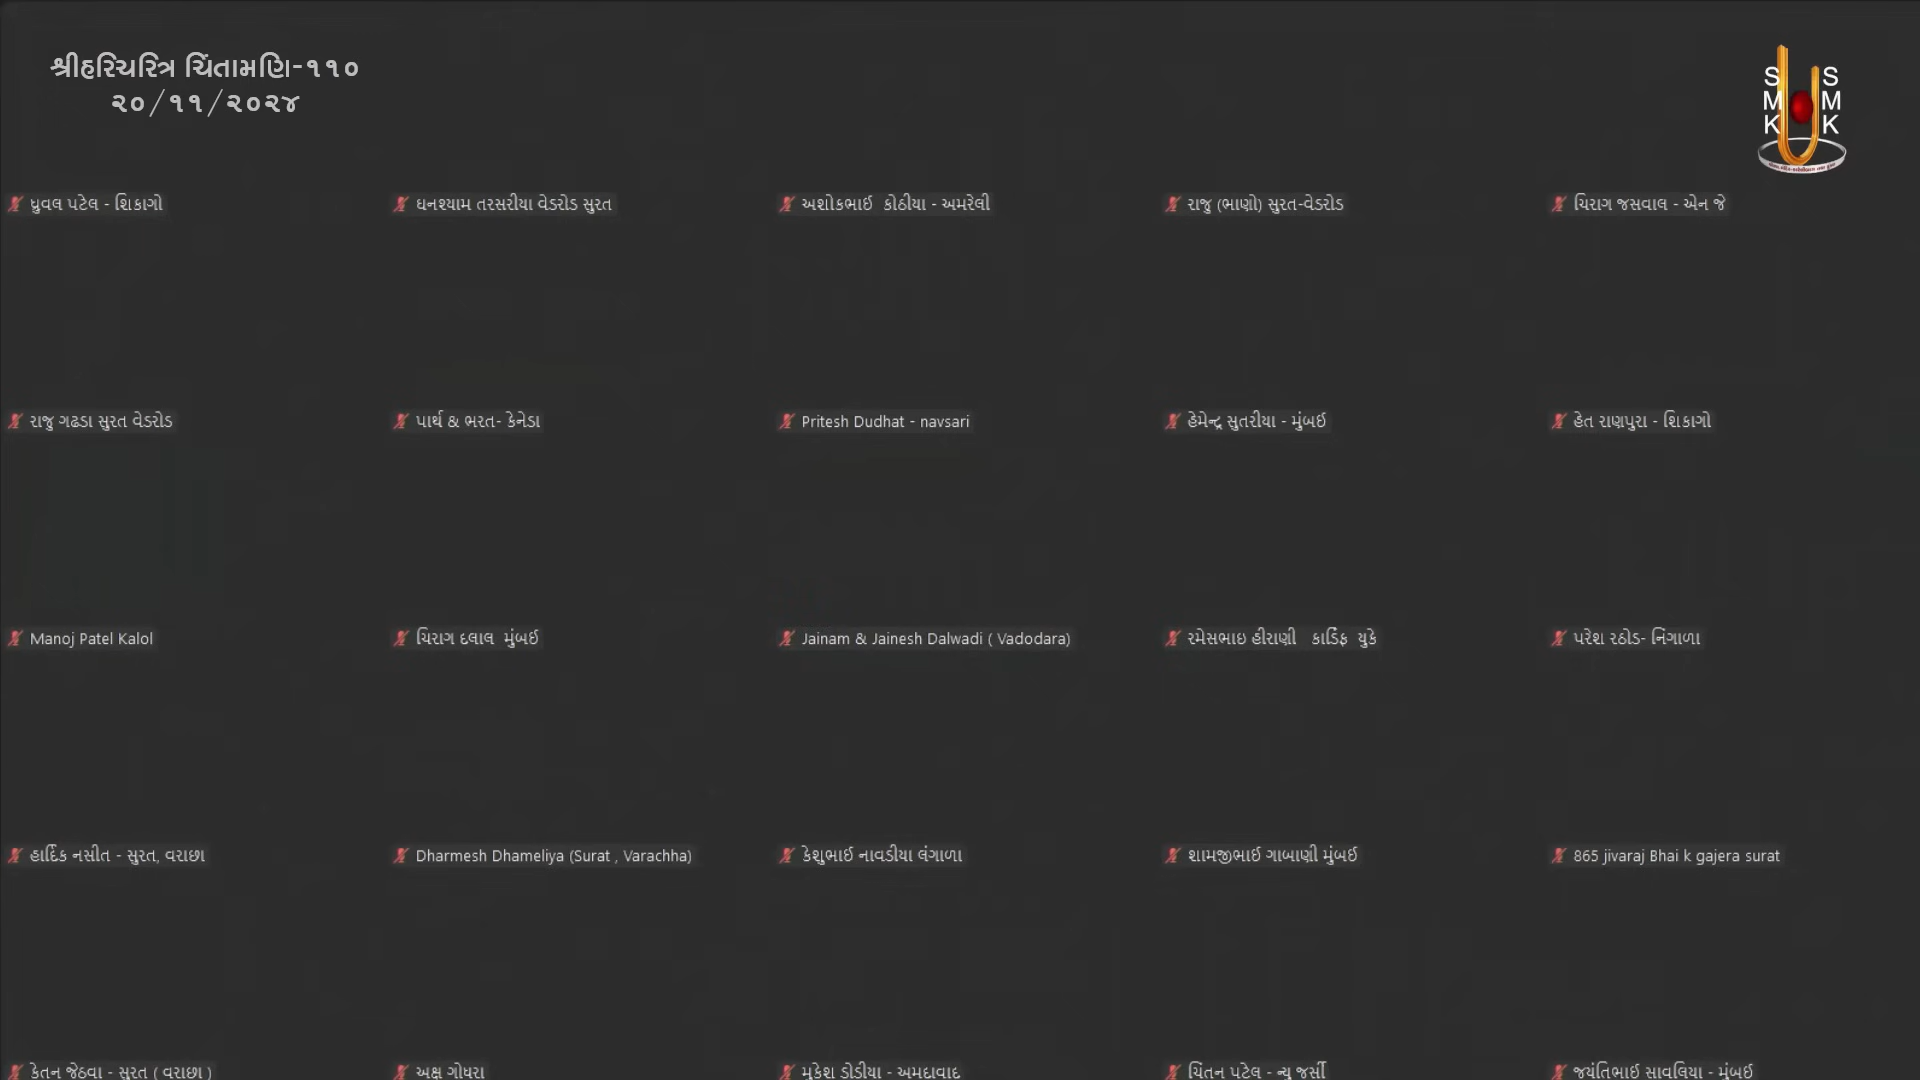 શ્રીહરિચરિત્ર ચિંતામણિ-૧૧૦
૨૦/૧૧/૨૦૨૪
S S
M M
K K
ધ્રુવલ પટેલ - શિકાગો
ઘનશ્યામ તરસરીયા વેડરોડ સુરત
અશોકભાઈ કોઠીયા - અમરેલી
રાજુ (ભાણો) સુરત-વેડરોડ
ચિરાગ જસવાલ - એન જે
રાજુ ગઢડા સુરત વેડરોડ
પાર્થ & ભરત- કેનેડા
Pritesh Dudhat - navsari
હેમેન્દ્ર સુતરીયા - મુંબઈ
હેત રાણપુરા - શિકાગો
Manoj Patel Kalol
ચિરાગ દલાલ મુંબઈ
Jainam & Jainesh Dalwadi ( Vadodara)
રમેસભાઇ હીરાણી કાર્ડિફ યુકે
પરેશ રઠોડ- નિંગાળા
હાર્દિક નસીત - સુરત, વરાછા
Dharmesh Dhameliya (Surat , Varachha)
કેશુભાઈ નાવડીયા લંગાળા
શામજીભાઈ ગાબાણી મુંબઈ
865 jivaraj Bhai k gajera surat
કેતન જેઠવા - સુરત ( વરાછા )
અક્ષ ગોધરા
મુકેશ ડોડીયા - અમદાવાદ
ચિંતન પટેલ - ન્યુ જર્સી
જયંતિભાઈ સાવલિયા - મુંબઈ